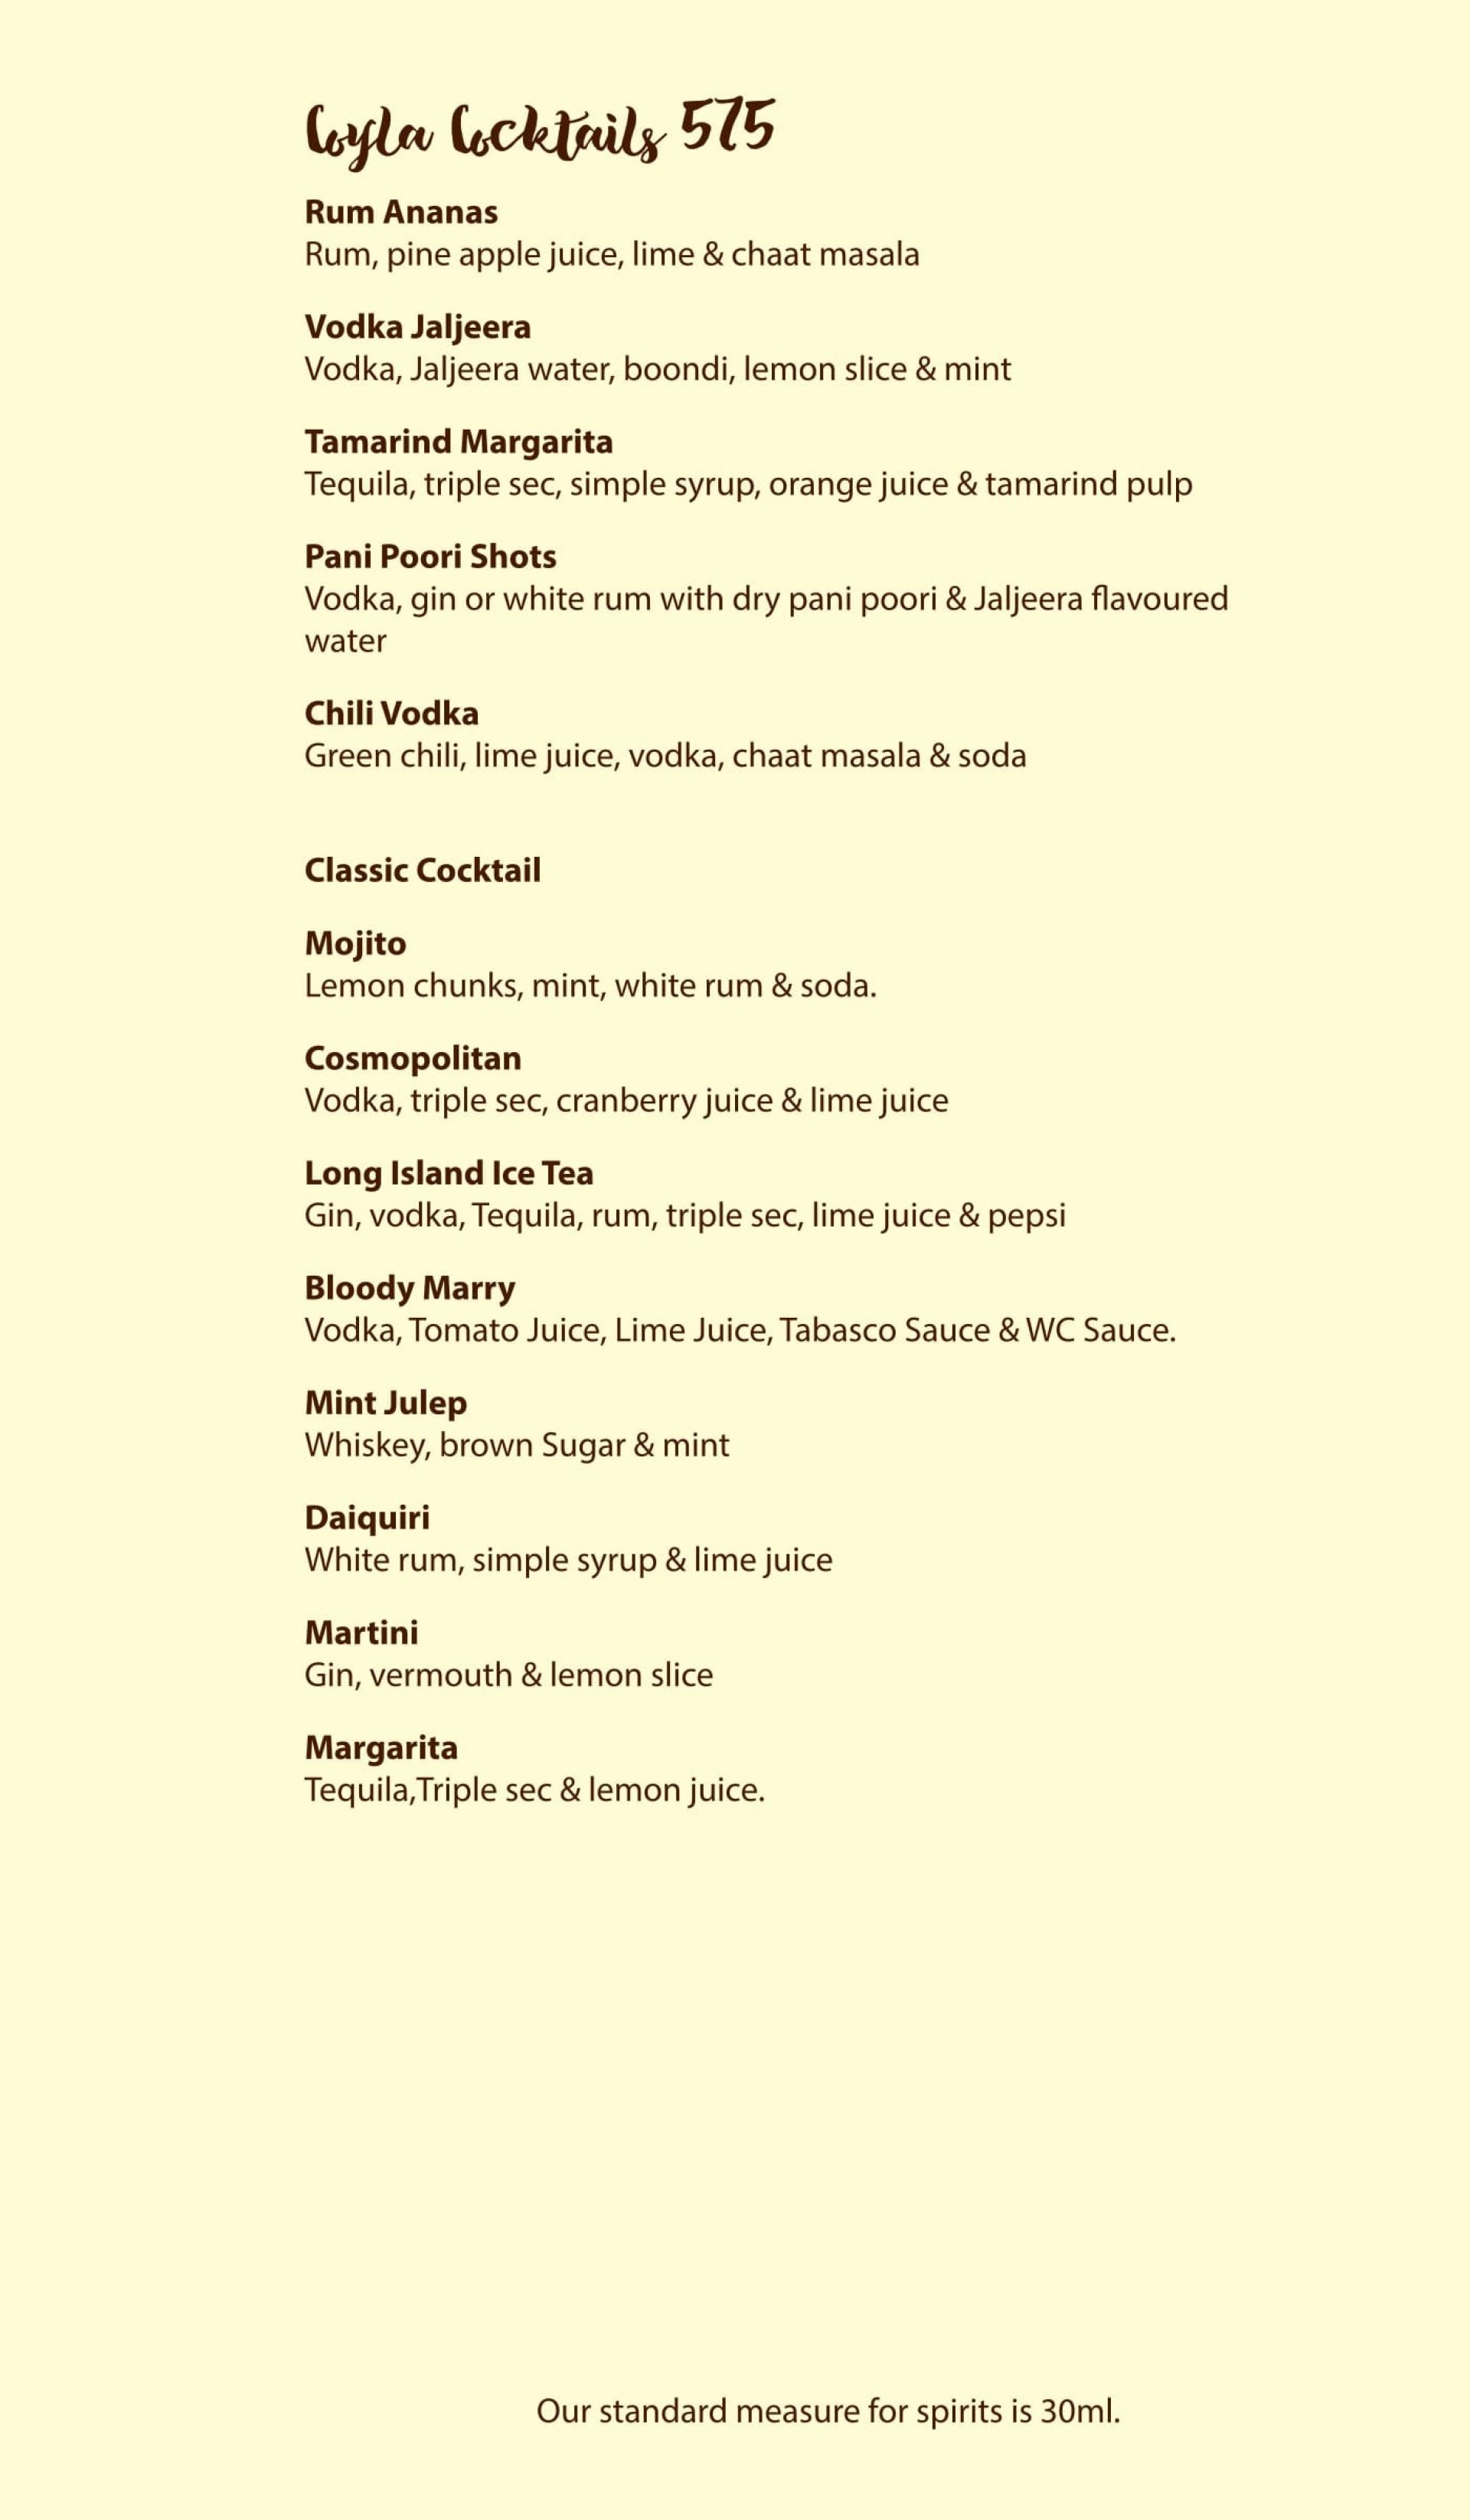 Coyla Cocktails 575
Rum Ananas
Rum, pine apple juice, lime & chaat masala
Vodka Jaljeera
Vodka, Jaljeera water, boondi, lemon slice & mint
Tamarind Margarita
Tequila, triple sec, simple syrup, orange juice & tamarind pulp
Pani Poori Shots
Vodka, gin or white rum with dry pani poori & Jaljeera flavoured
water
Chili Vodka
Green chili, lime juice, vodka, chaat masala & soda
Classic Cocktail
Mojito
Lemon chunks, mint, white rum & soda.
Cosmopolitan
Vodka, triple sec, cranberry juice & lime juice
Long Island Ice Tea
Gin, vodka, Tequila, rum, triple sec, lime juice & pepsi
Bloody Marry
Vodka, Tomato Juice, Lime Juice, Tabasco Sauce & WC Sauce.
Mint Julep
Whiskey, brown Sugar & mint
Daiquiri
White rum, simple syrup & lime juice
Martini
Gin, vermouth & lemon slice
Margarita
Tequila,Triple sec & lemon juice.
Our standard measure for spirits is 30ml.